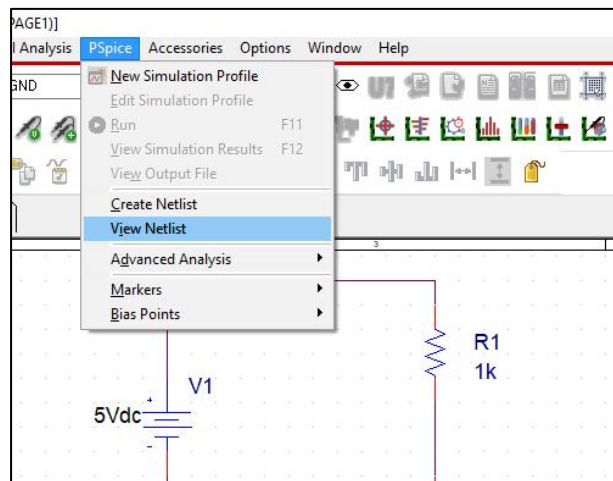 PAGE1)]
l Analysis PSpice Accessories Options Window Help
GND
New Simulation Profile
Edit Simulation Profile
Run F11
View Simulation Results F12
View Output File
Create Netlist
View Netlist
Advanced Analysis
Markers
Bias Points
3
R1
1k
V1
5Vdc
+
-